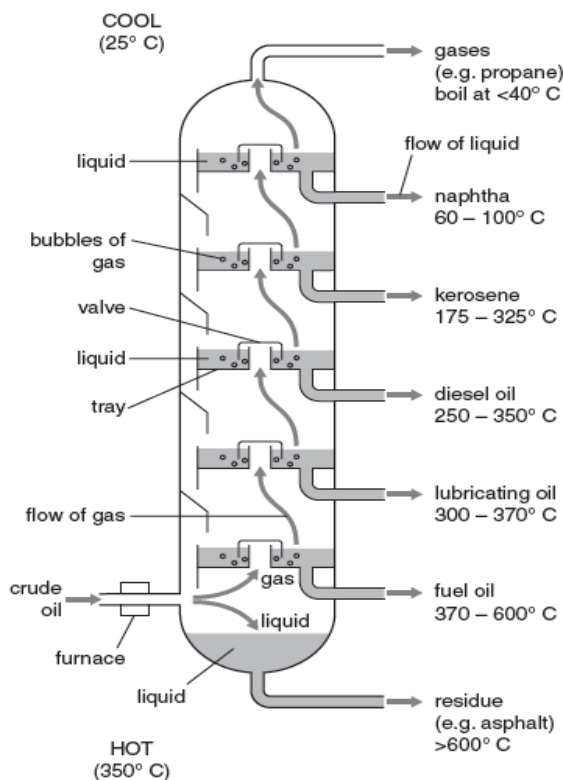 COOL
(25° C)
gases
(e.g. propane)
boil at <40° C
flow of liquid
liquid
naphtha
60 – 100° C
bubbles of
gas
kerosene
175 – 325° C
valve
liquid
diesel oil
250 – 350° C
tray
lubricating oil
300 – 370° C
flow of gas
gas
crude
oil
fuel oil
370 – 600° C
liquid
furnace
liquid
residue
(e.g. asphalt)
>600° C
HOT
(350° C)